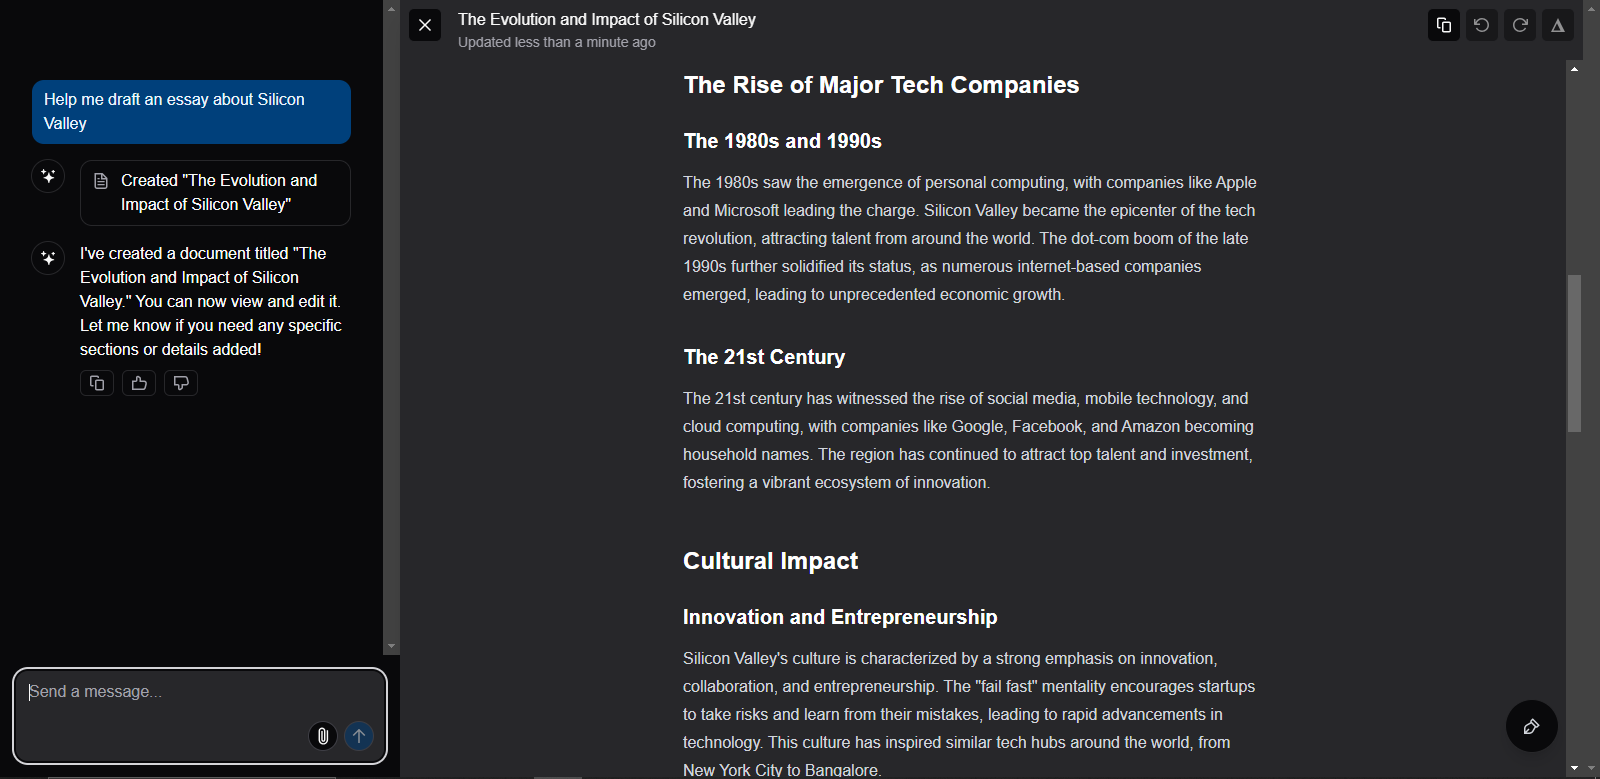 Help me draft an essay about Silicon
Valley
Created "The Evolution and
Impact of Silicon Valley"
I've created a document titled "The
Evolution and Impact of Silicon
Valley." You can now view and edit it.
Let me know if you need any specific
sections or details added!
Send a message...
The Evolution and Impact of Silicon Valley
Updated less than a minute ago
The Rise of Major Tech Companies
The 1980s and 1990s
The 1980s saw the emergence of personal computing, with companies like Apple
and Microsoft leading the charge. Silicon Valley became the epicenter of the tech
revolution, attracting talent from around the world. The dot-com boom of the late
1990s further solidified its status, as numerous internet-based companies
emerged, leading to unprecedented economic growth.
The 21st Century
The 21st century has witnessed the rise of social media, mobile technology, and
cloud computing, with companies like Google, Facebook, and Amazon becoming
household names. The region has continued to attract top talent and investment,
fostering a vibrant ecosystem of innovation.
Cultural Impact
Innovation and Entrepreneurship
Silicon Valley's culture is characterized by a strong emphasis on innovation,
collaboration, and entrepreneurship. The "fail fast" mentality encourages startups
to take risks and learn from their mistakes, leading to rapid advancements in
technology. This culture has inspired similar tech hubs around the world, from
New York City to Bangalore.